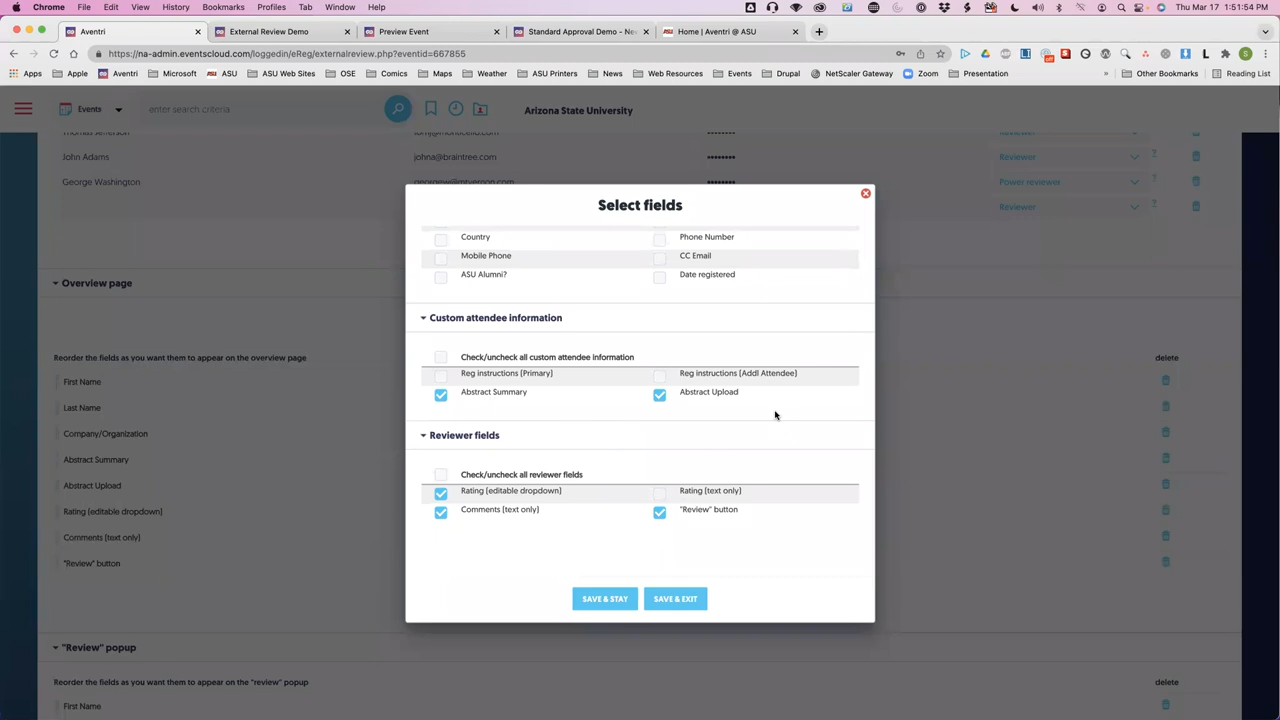 Chrome File Edit View History Bookmarks Profiles Tab Window Help Thu Mar 17 1:51:54 PM
Aventri External Review Demo Preview Event Standard Approval Demo - Ne Home | Aventri @ ASU
https://na-admin.eventscloud.com/loggedin/eReg/externalreview.php?eventid=667855
Apps Apple Aventri Microsoft ASU ASU Web Sites OSE Comics Maps Weather ASU Printers News Web Resources Events Drupal NetScaler Gateway Zoom Presentation » Other Bookmarks Reading List
Events enter search criteria Arizona State University
Thomas Jefferson Reviewer
John Adams johna@braintree.com •••••••• Reviewer ?
George Washington georgew@mtvernon.com •••••••• Power reviewer ?
Reviewer ?
Select fields
Country Phone Number
Mobile Phone CC Email
ASU Alumni? Date registered
Custom attendee information
Check/uncheck all custom attendee information
Reg instructions (Primary) Reg instructions (Addl Attendee)
Abstract Summary Abstract Upload
Reviewer fields
Check/uncheck all reviewer fields
Rating (editable dropdown) Rating (text only)
Comments (text only) "Review" button
SAVE & STAY SAVE & EXIT
Overview page
Reorder the fields as you want them to appear on the overview page delete
First Name
Last Name
Company/Organization
Abstract Summary
Abstract Upload
Rating (editable dropdown)
Comments (text only)
"Review" button
"Review" popup
Reorder the fields as you want them to appear on the "review" popup delete
First Name